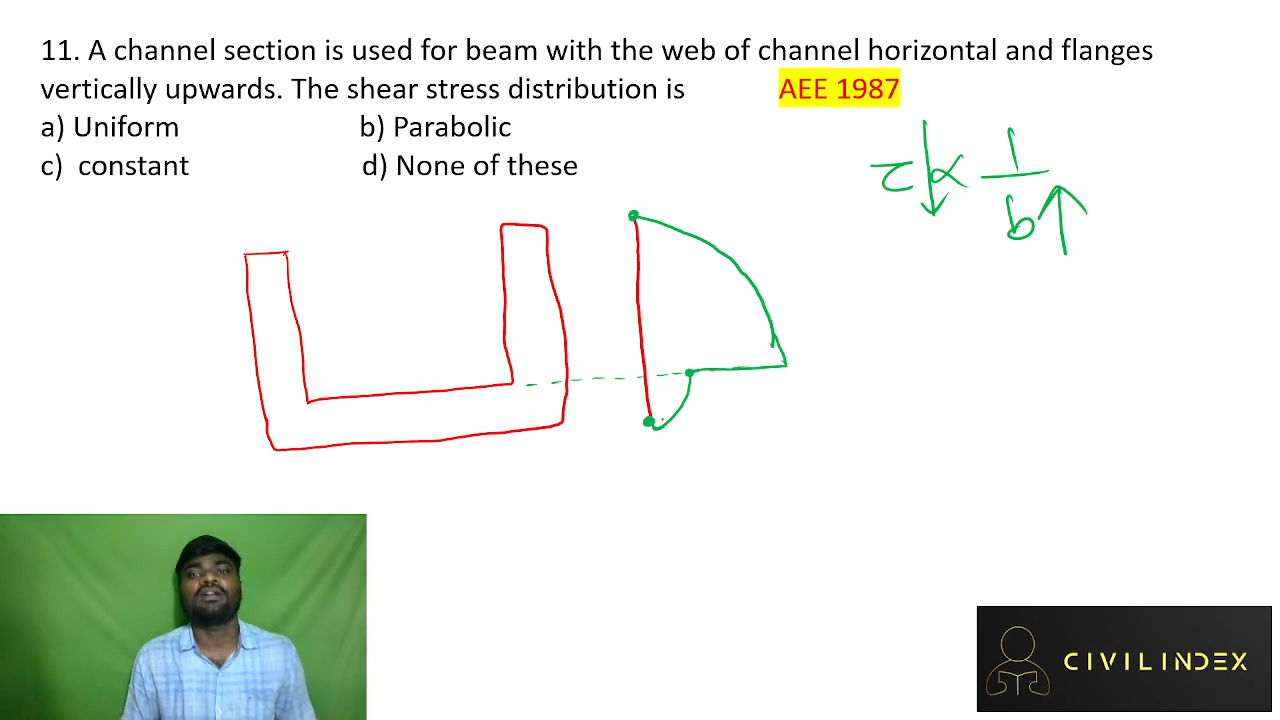 11. A channel section is used for beam with the web of channel horizontal and flanges
vertically upwards. The shear stress distribution is AEE 1987
a) Uniform b) Parabolic
c) constant d) None of these
τ ∝ 1/b
CIVILINDEX